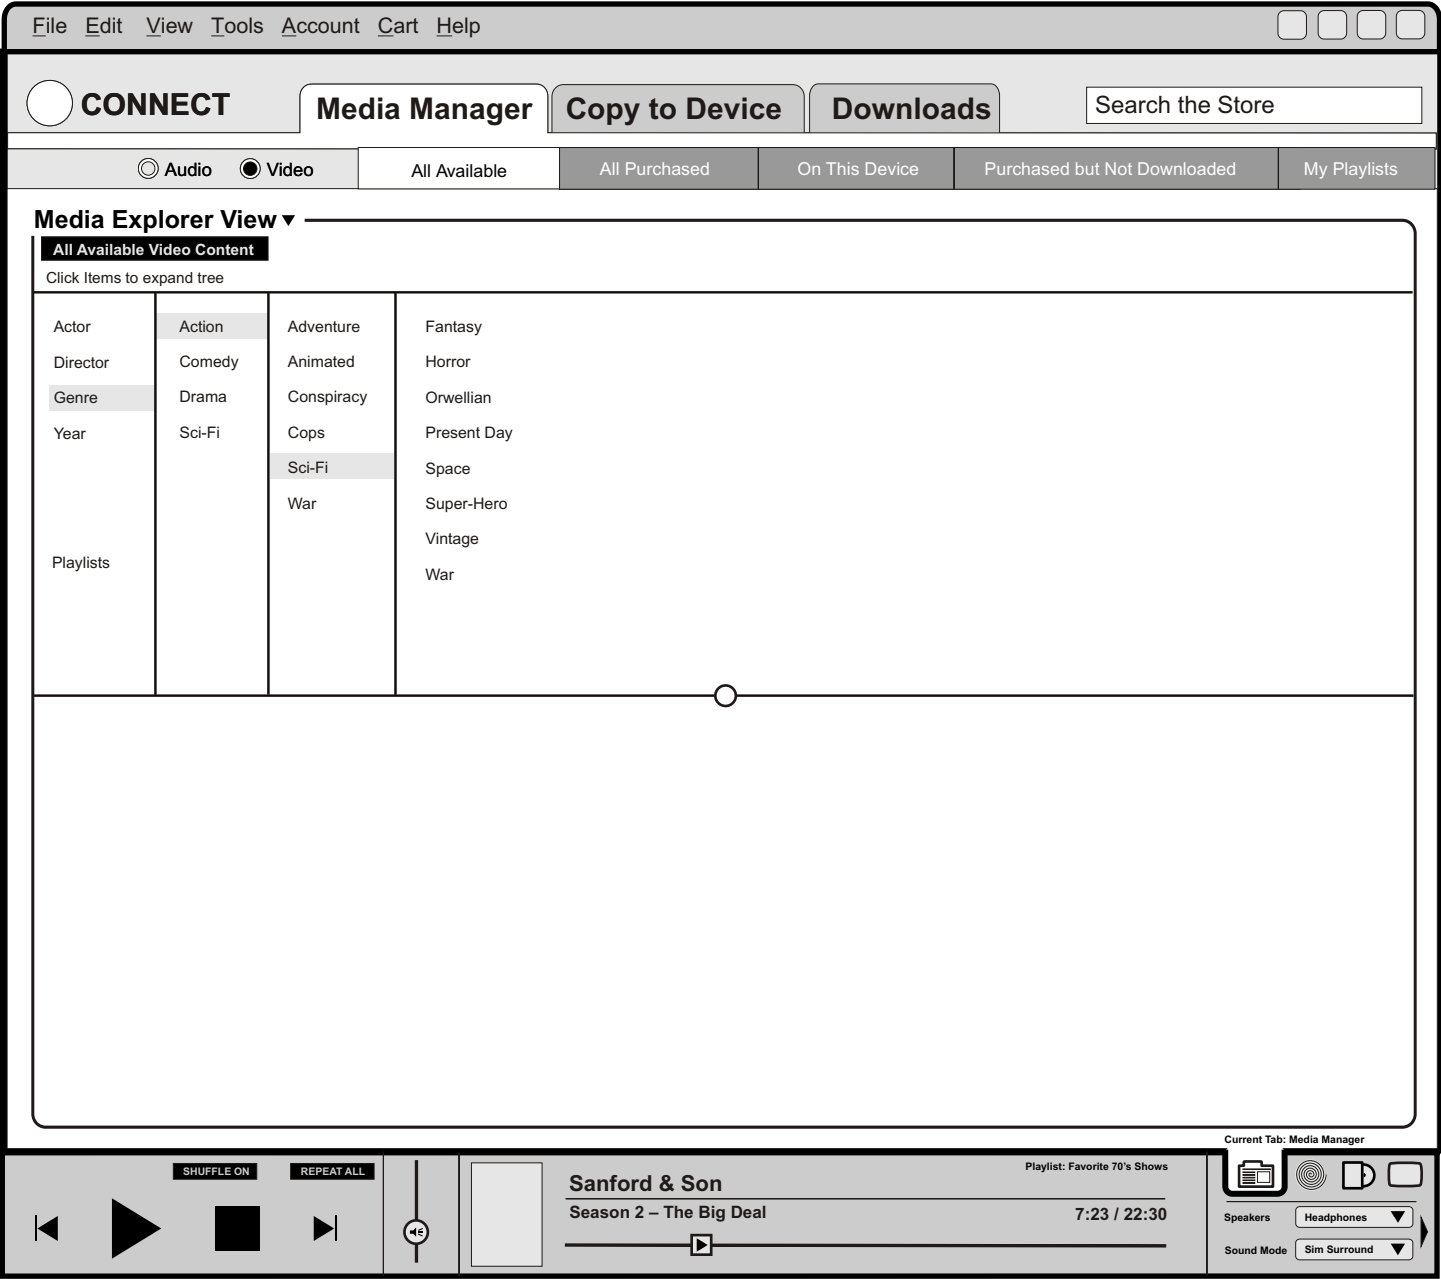 File Edit View Tools Account Cart Help
CONNECT
Media Manager
Copy to Device
Downloads
Search the Store
Audio
Video
All Available
All Purchased
On This Device
Purchased but Not Downloaded
My Playlists
Media Explorer View
All Available Video Content
Click Items to expand tree
Actor
Director
Genre
Year
Playlists
Action
Comedy
Drama
Sci-Fi
Adventure
Animated
Conspiracy
Cops
Sci-Fi
War
Fantasy
Horror
Orwellian
Present Day
Space
Super-Hero
Vintage
War
Current Tab: Media Manager
SHUFFLE ON
REPEAT ALL
Playlist: Favorite 70's Shows
Sanford & Son
Season 2 – The Big Deal
7:23 / 22:30
Speakers
Headphones
Sound Mode
Sim Surround